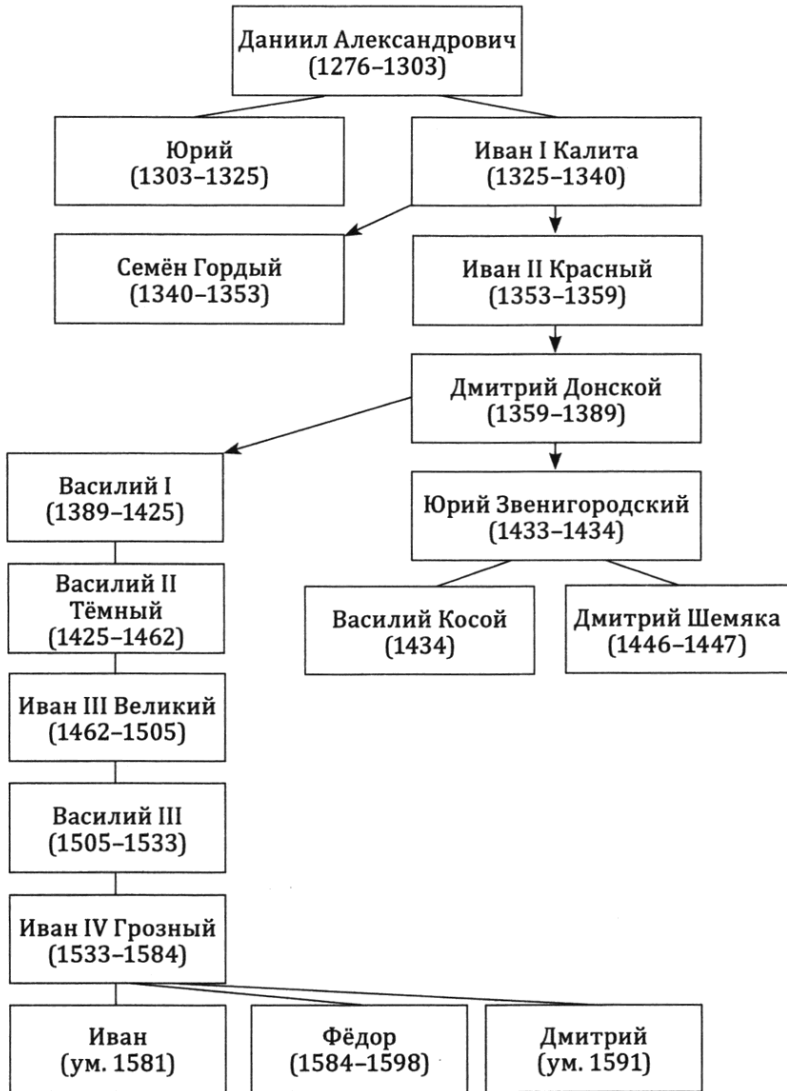 Даниил Александрович
(1276–1303)
Юрий
(1303–1325)
Иван I Калита
(1325–1340)
Семён Гордый
(1340–1353)
Иван II Красный
(1353–1359)
Дмитрий Донской
(1359–1389)
Василий I
(1389–1425)
Юрий Звенигородский
(1433–1434)
Василий II
Тёмный
(1425–1462)
Василий Косой
(1434)
Дмитрий Шемяка
(1446–1447)
Иван III Великий
(1462–1505)
Василий III
(1505–1533)
Иван IV Грозный
(1533–1584)
Иван
(ум. 1581)
Фёдор
(1584–1598)
Дмитрий
(ум. 1591)